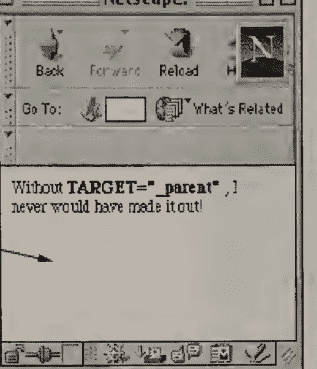 Netscape:
Back Forward Reload H
N
Go To: What's Related
Without TARGET="_parent" , I
never would have made it out!